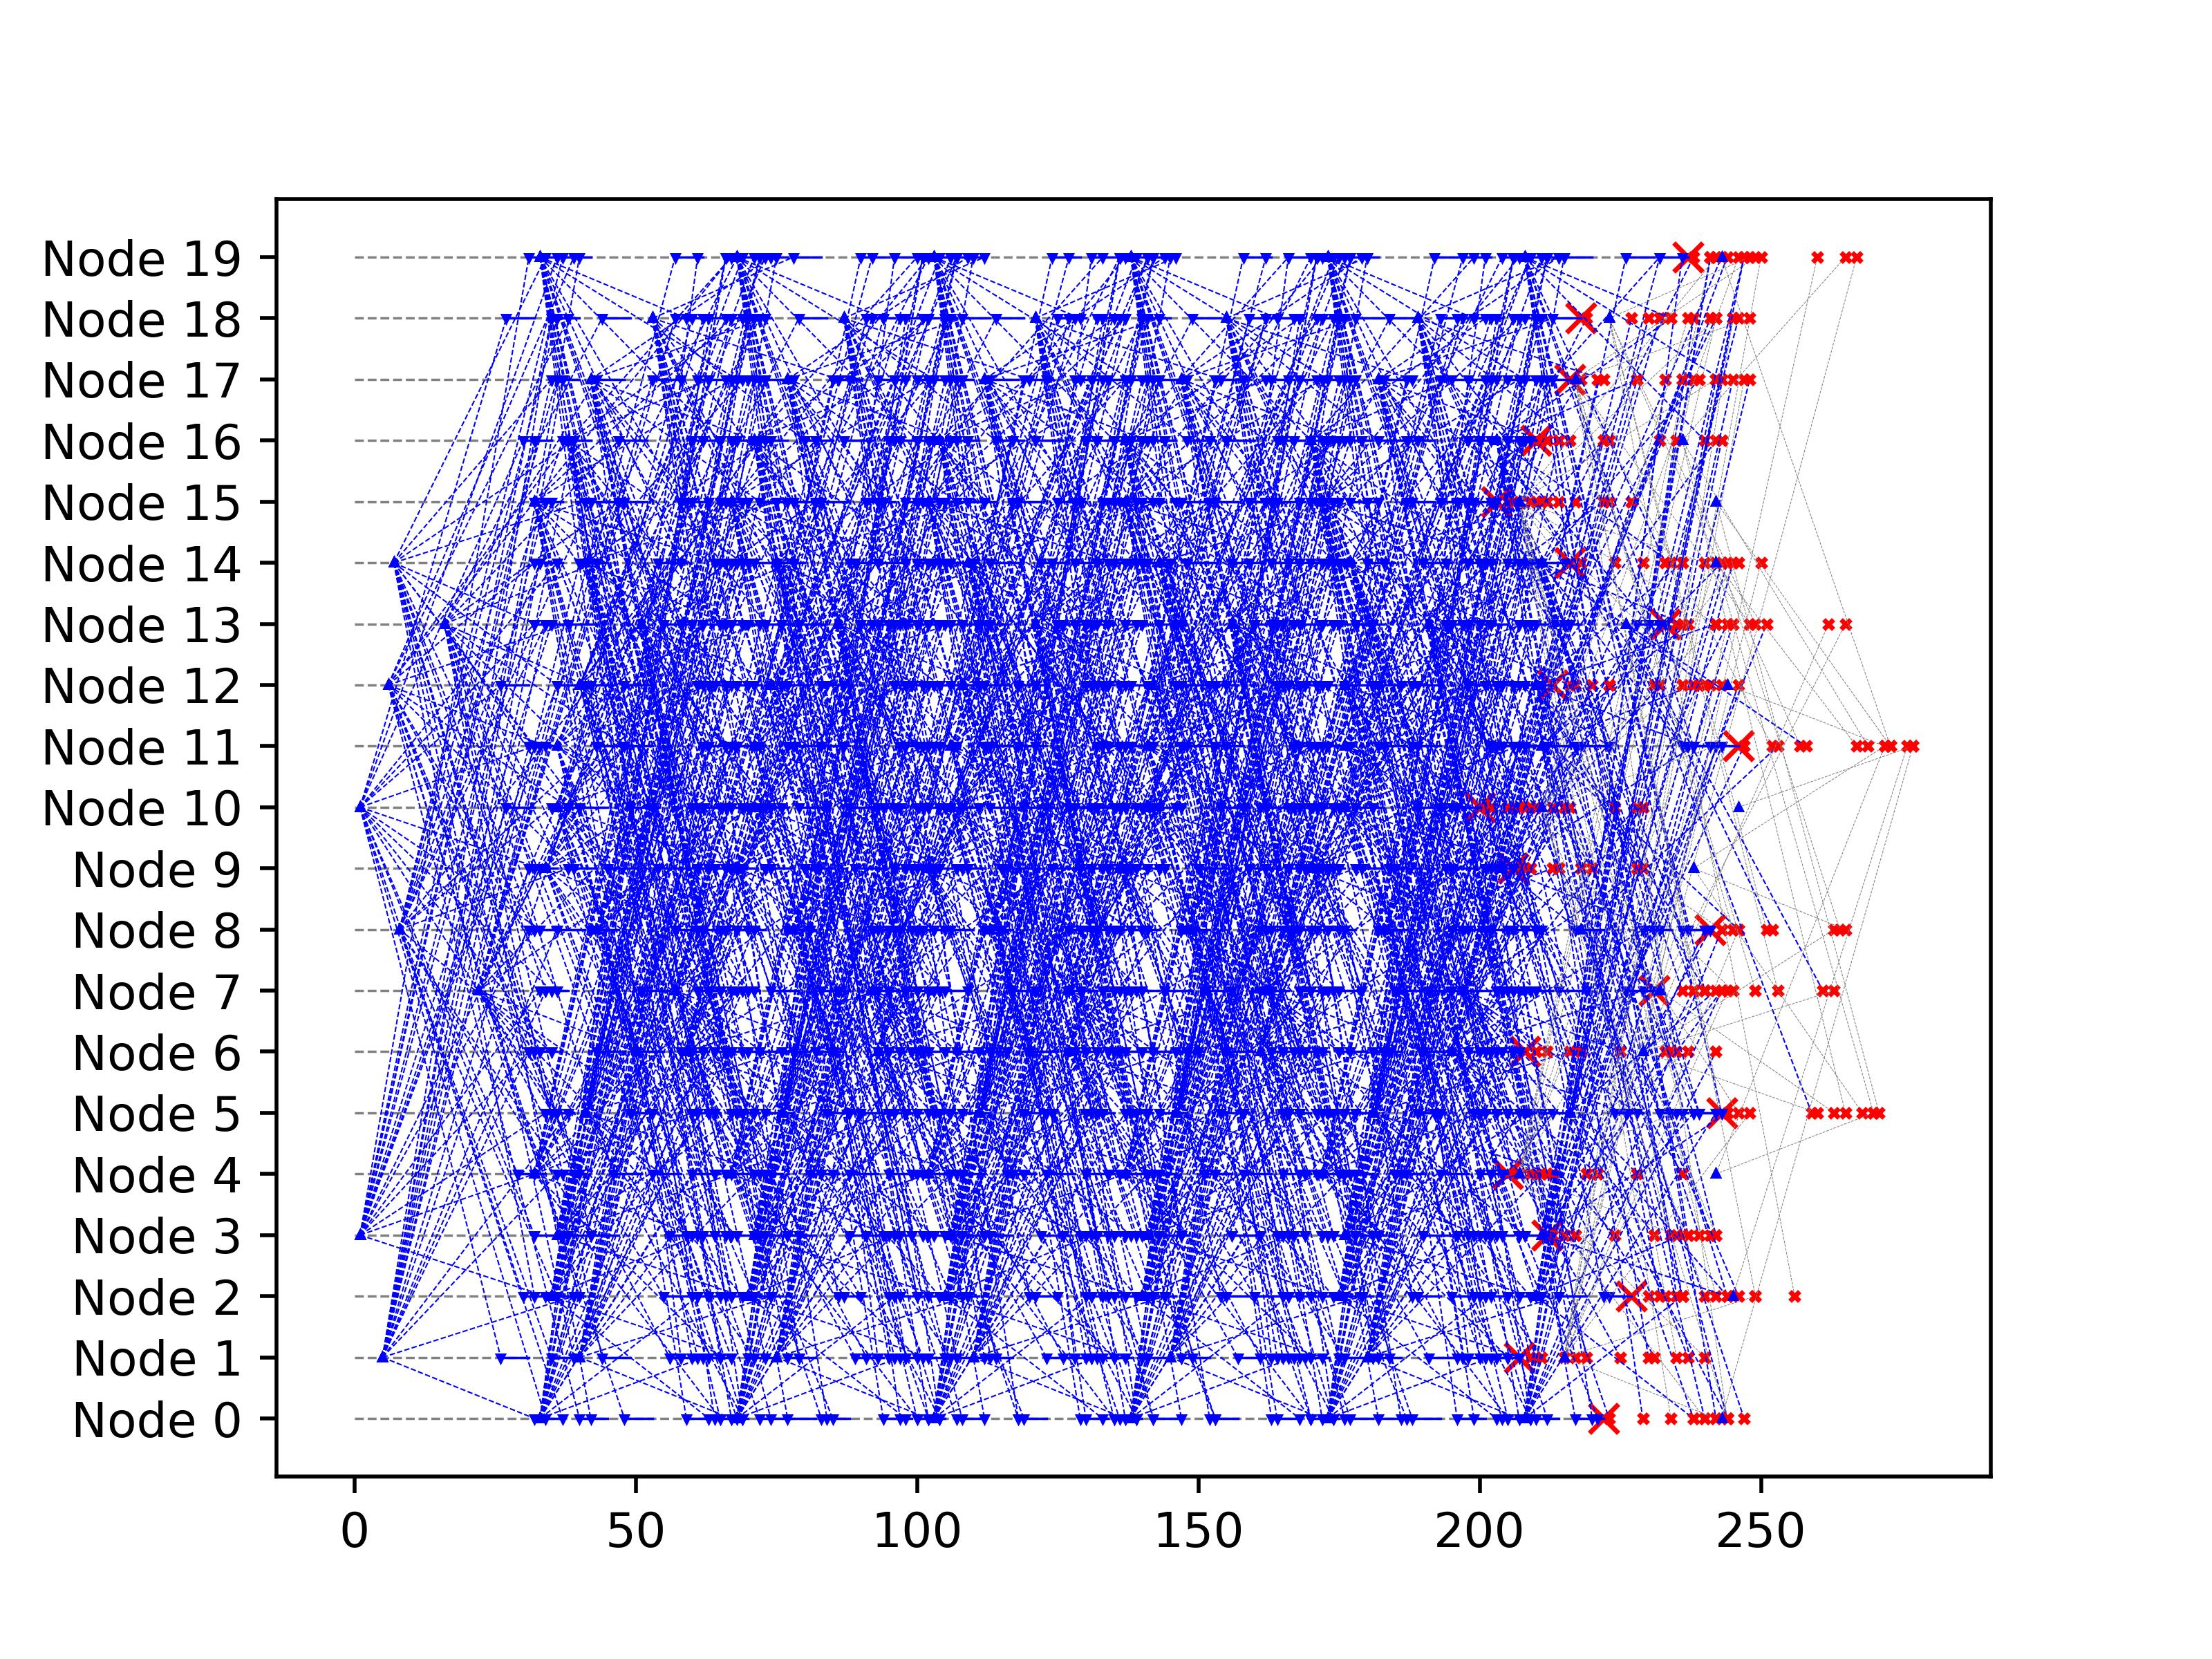 Node 19
Node 18
Node 17
Node 16
Node 15
Node 14
Node 13
Node 12
Node 11
Node 10
Node 9
Node 8
Node 7
Node 6
Node 5
Node 4
Node 3
Node 2
Node 1
Node 0
0 50 100 150 200 250